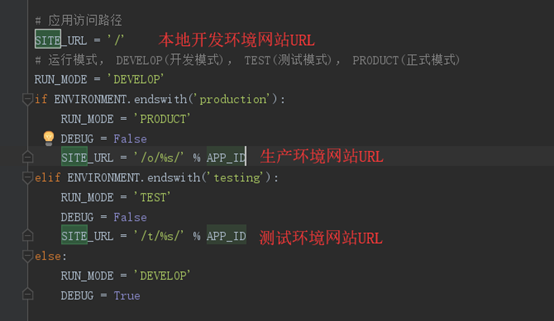 # 应用访问路径
SITE_URL = '/' 本地开发环境网站URL
# 运行模式， DEVELOP(开发模式)， TEST(测试模式)， PRODUCT(正式模式)
RUN_MODE = 'DEVELOP'
if ENVIRONMENT.endswith('production'):
RUN_MODE = 'PRODUCT'
DEBUG = False
SITE_URL = '/o/%s/' % APP_ID 生产环境网站URL
elif ENVIRONMENT.endswith('testing'):
RUN_MODE = 'TEST'
DEBUG = False
SITE_URL = '/t/%s/' % APP_ID 测试环境网站URL
else:
RUN_MODE = 'DEVELOP'
DEBUG = True